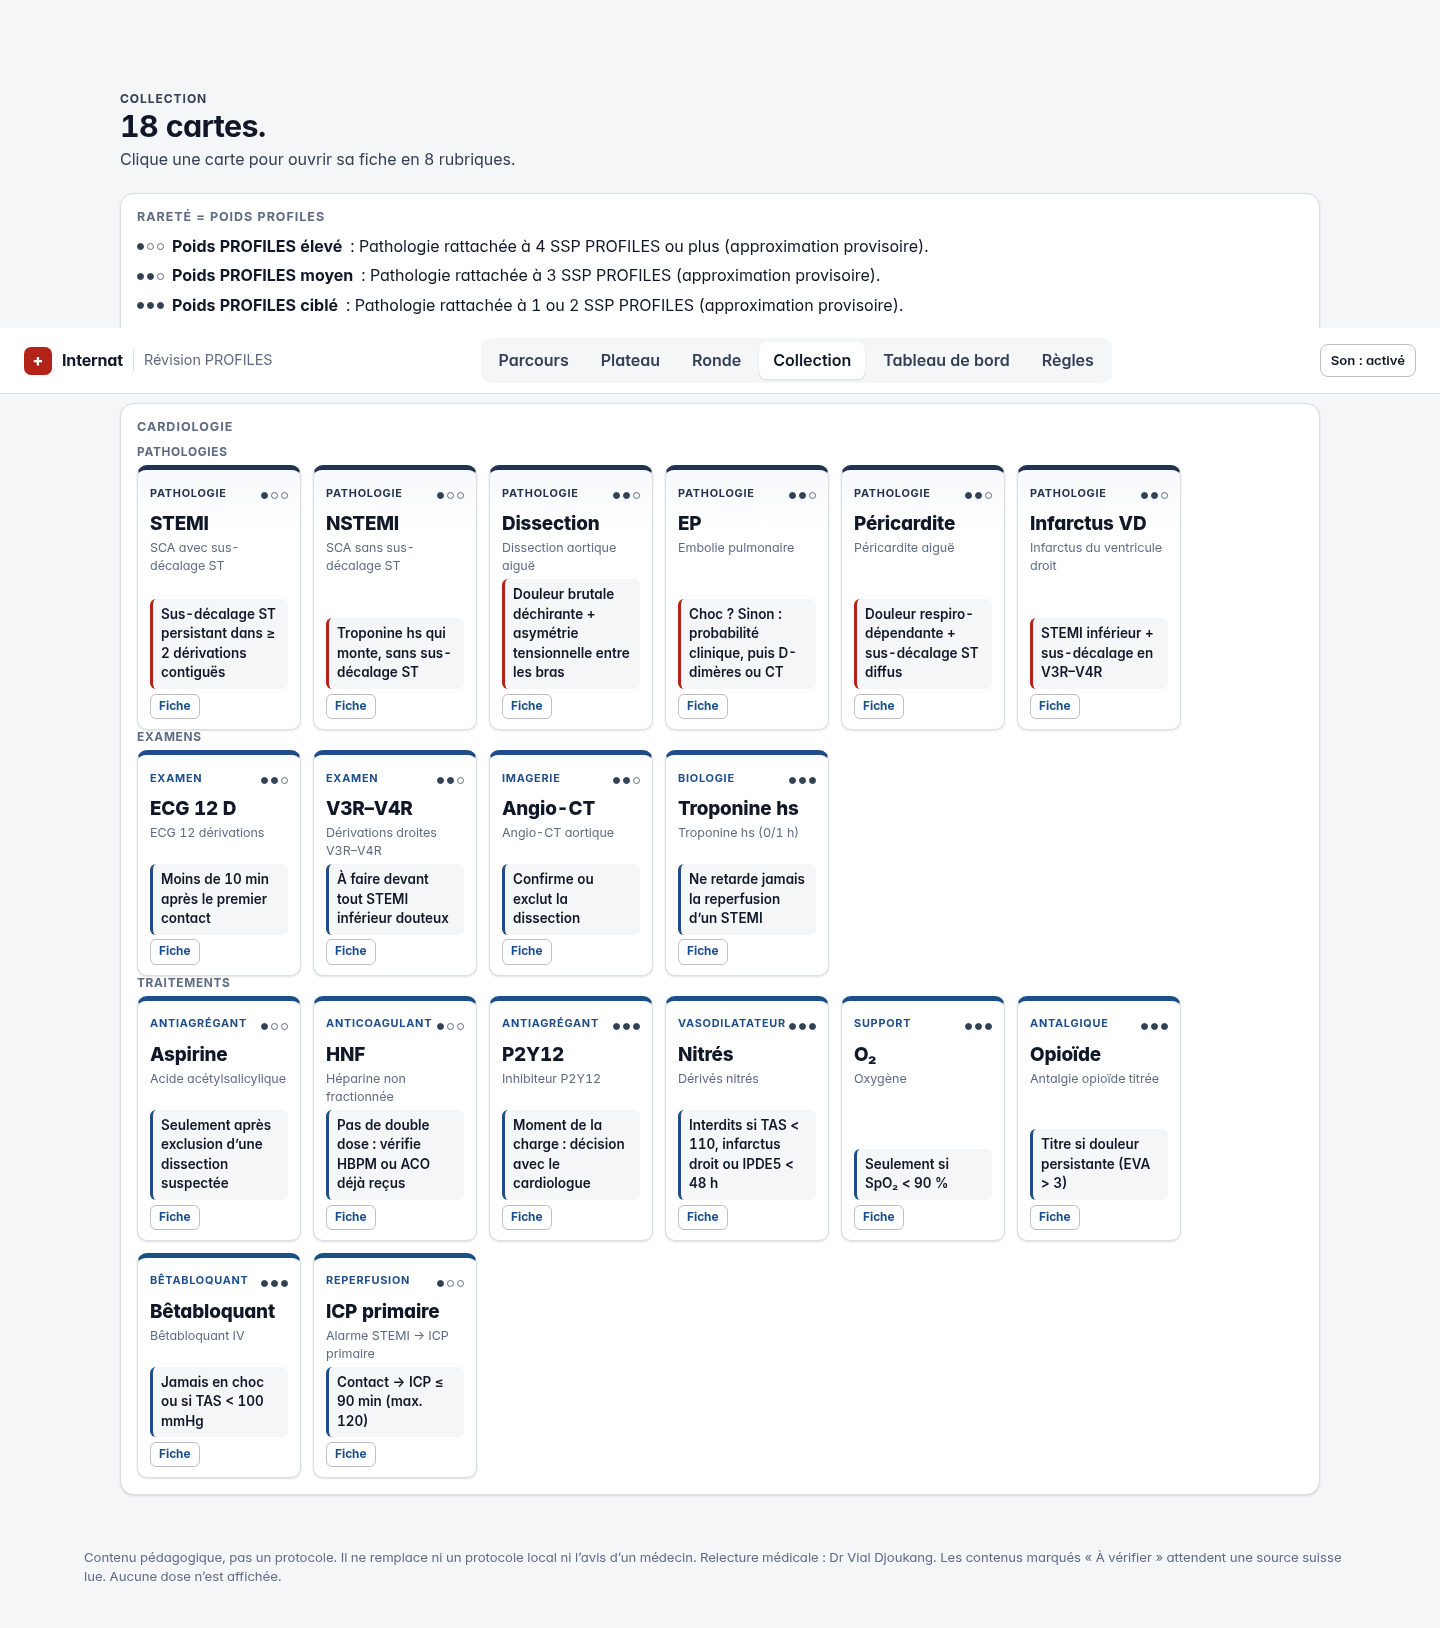 COLLECTION
18 cartes.
Clique une carte pour ouvrir sa fiche en 8 rubriques.
RARETÉ = POIDS PROFILES
Poids PROFILES élevé : Pathologie rattachée à 4 SSP PROFILES ou plus (approximation provisoire).
Poids PROFILES moyen : Pathologie rattachée à 3 SSP PROFILES (approximation provisoire).
Poids PROFILES ciblé : Pathologie rattachée à 1 ou 2 SSP PROFILES (approximation provisoire).
Internat
Révision PROFILES
Parcours
Plateau
Ronde
Collection
Tableau de bord
Règles
Son : activé
CARDIOLOGIE
PATHOLOGIES
PATHOLOGIE
STEMI
SCA avec sus-
décalage ST
Sus-décalage ST
persistant dans ≥
2 dérivations
contiguës
Fiche
PATHOLOGIE
NSTEMI
SCA sans sus-
décalage ST
Troponine hs qui
monte, sans sus-
décalage ST
Fiche
PATHOLOGIE
Dissection
Dissection aortique
aiguë
Douleur brutale
déchirante +
asymétrie
tensionnelle entre
les bras
Fiche
PATHOLOGIE
EP
Embolie pulmonaire
Choc ? Sinon :
probabilité
clinique, puis D-
dimères ou CT
Fiche
PATHOLOGIE
Péricardite
Péricardite aiguë
Douleur respiro-
dépendante +
sus-décalage ST
diffus
Fiche
PATHOLOGIE
Infarctus VD
Infarctus du ventricule
droit
STEMI inférieur +
sus-décalage en
V3R–V4R
Fiche
EXAMENS
EXAMEN
ECG 12 D
ECG 12 dérivations
Moins de 10 min
après le premier
contact
Fiche
EXAMEN
V3R–V4R
Dérivations droites
V3R–V4R
À faire devant
tout STEMI
inférieur douteux
Fiche
IMAGERIE
Angio-CT
Angio-CT aortique
Confirme ou
exclut la
dissection
Fiche
BIOLOGIE
Troponine hs
Troponine hs (0/1 h)
Ne retarde jamais
la reperfusion
d’un STEMI
Fiche
TRAITEMENTS
ANTIAGRÉGANT
Aspirine
Acide acétylsalicylique
Seulement après
exclusion d’une
dissection
suspectée
Fiche
ANTICOAGULANT
HNF
Héparine non
fractionnée
Pas de double
dose : vérifie
HBPM ou ACO
déjà reçus
Fiche
ANTIAGRÉGANT
P2Y12
Inhibiteur P2Y12
Moment de la
charge : décision
avec le
cardiologue
Fiche
VASODILATATEUR
Nitrés
Dérivés nitrés
Interdits si TAS <
110, infarctus
droit ou IPDE5 <
48 h
Fiche
SUPPORT
O₂
Oxygène
Seulement si
SpO₂ < 90 %
Fiche
ANTALGIQUE
Opioïde
Antalgie opioïde titrée
Titre si douleur
persistante (EVA
> 3)
Fiche
BÊTABLOQUANT
Bêtabloquant
Bêtabloquant IV
Jamais en choc
ou si TAS < 100
mmHg
Fiche
REPERFUSION
ICP primaire
Alarme STEMI → ICP
primaire
Contact → ICP ≤
90 min (max.
120)
Fiche
Contenu pédagogique, pas un protocole. Il ne remplace ni un protocole local ni l’avis d’un médecin. Relecture médicale : Dr Vial Djoukang. Les contenus marqués « À vérifier » attendent une source suisse
lue. Aucune dose n’est affichée.